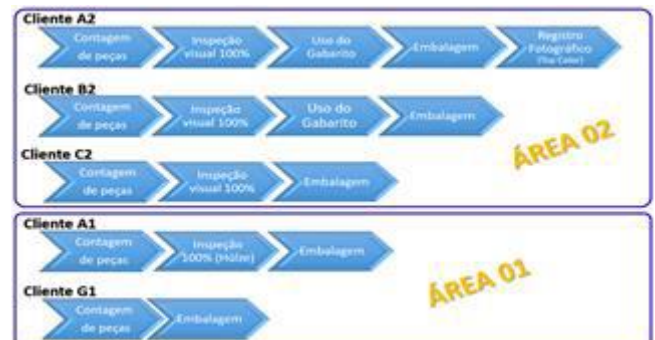 Cliente A2
Contagem
de peças
Inspeção
visual 100%
Uso do
Gabarito
Embalagem
Registro
Fotográfico
Cliente B2
Contagem
de peças
Inspeção
visual 100%
Uso do
Gabarito
Embalagem
Cliente C2
Contagem
de peças
Inspeção
visual 100%
Embalagem
ÁREA 02
Cliente A1
Contagem
de peças
Inspeção
100%
Embalagem
Cliente G1
Contagem
de peças
Embalagem
ÁREA 01